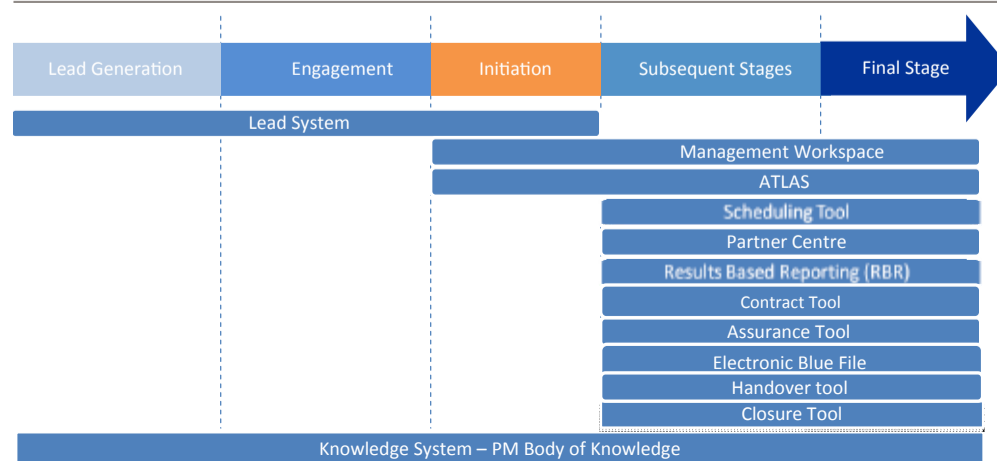 Lead Generation
Engagement
Initiation
Subsequent Stages
Final Stage
Lead System
Management Workspace
ATLAS
Scheduling Tool
Partner Centre
Results Based Reporting (RBR)
Contract Tool
Assurance Tool
Electronic Blue File
Handover tool
Closure Tool
Knowledge System – PM Body of Knowledge